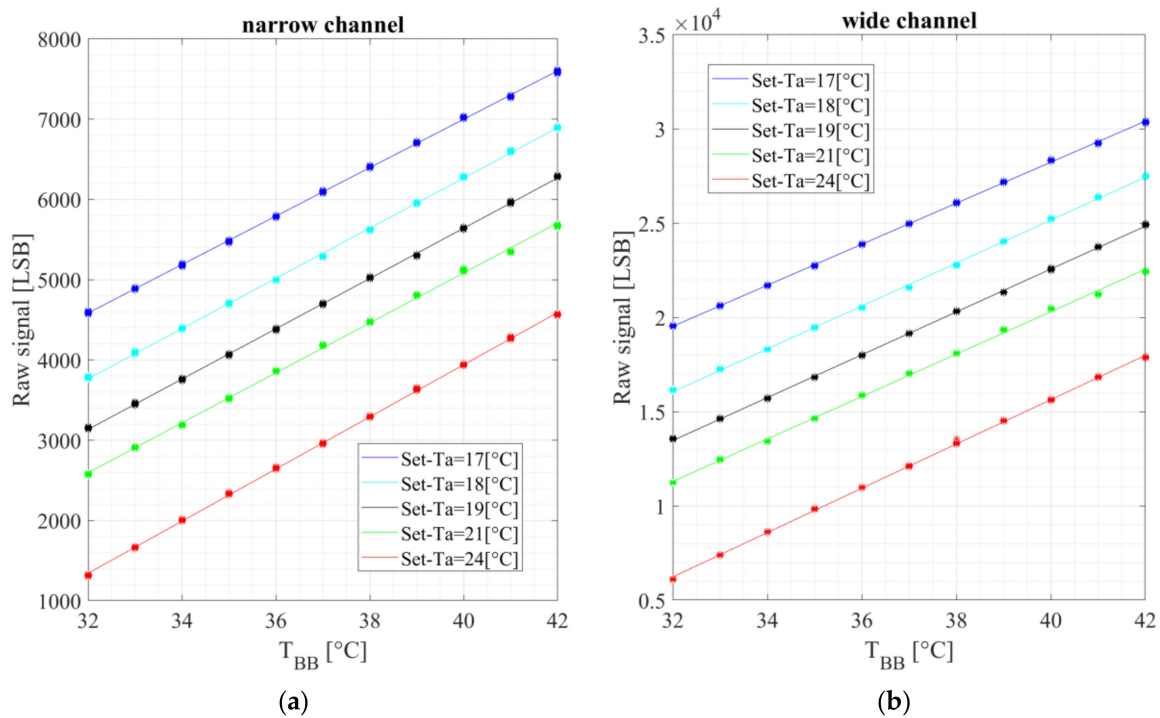 narrow channel
8000
7000
6000
5000
4000
3000
2000
1000
Raw signal [LSB]
Set-Ta=17[°C]
Set-Ta=18[°C]
Set-Ta=19[°C]
Set-Ta=21[°C]
Set-Ta=24[°C]
32 34 36 38 40 42
T_BB [°C]
(a)
wide channel
×10^4
3.5
3
2.5
2
1.5
1
0.5
Raw signal [LSB]
Set-Ta=17[°C]
Set-Ta=18[°C]
Set-Ta=19[°C]
Set-Ta=21[°C]
Set-Ta=24[°C]
32 34 36 38 40 42
T_BB [°C]
(b)